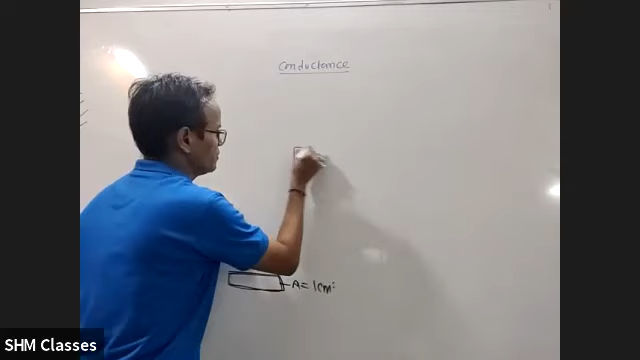 Conductance
A = 1cm²
SHM Classes